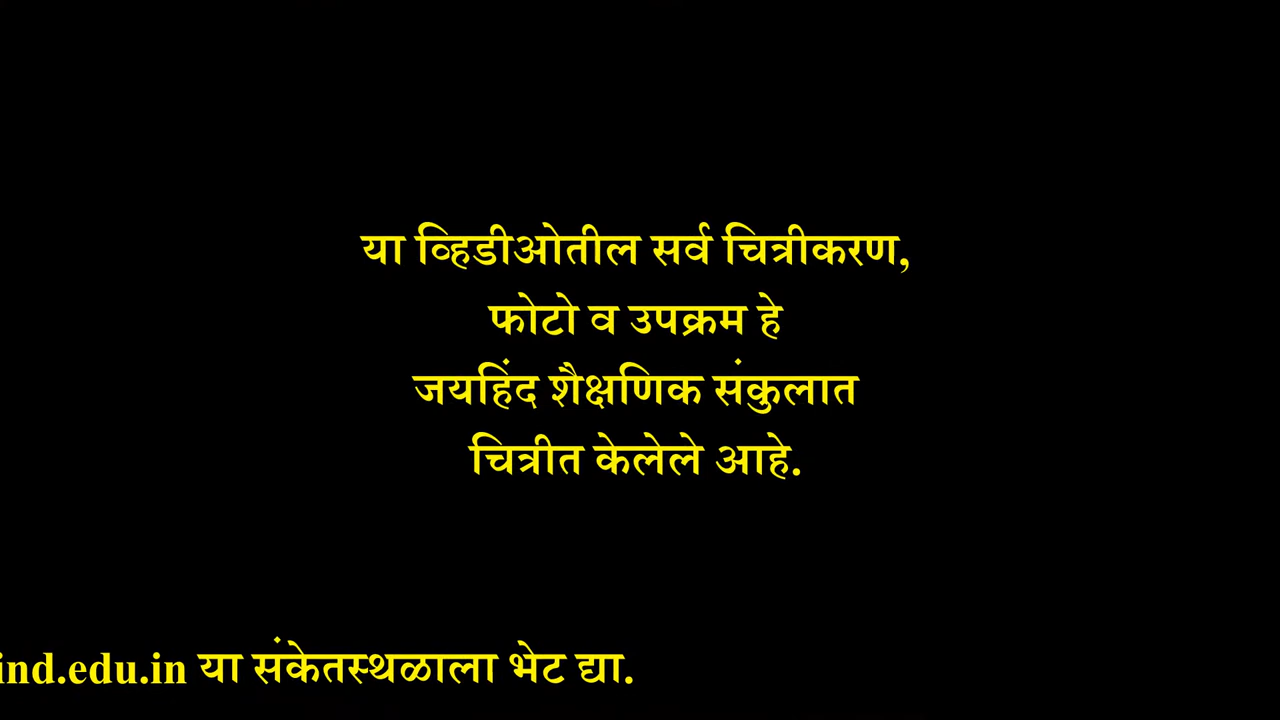 या व्हिडीओतील सर्व चित्रीकरण,
फोटो व उपक्रम हे
जयहिंद शैक्षणिक संकुलात
चित्रीत केलेले आहे.
ind.edu.in या संकेतस्थळाला भेट द्या.